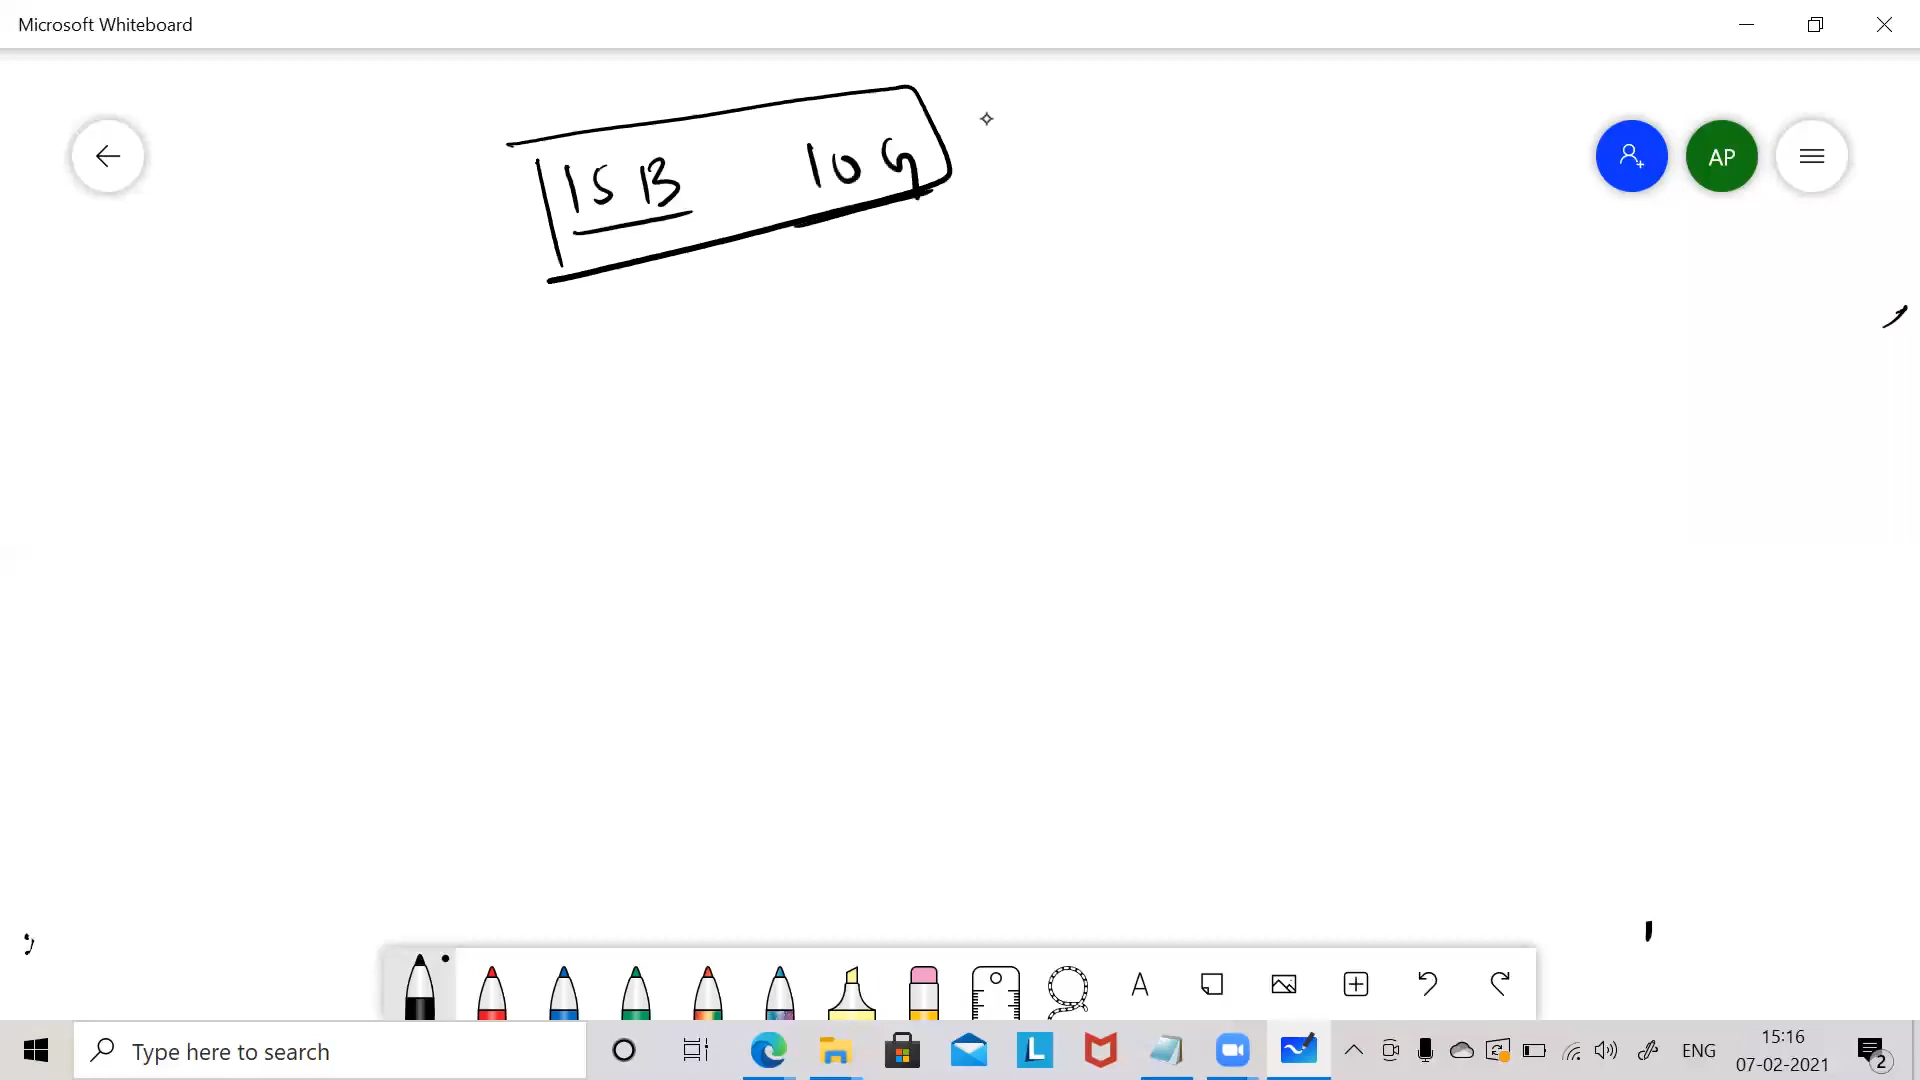 Microsoft Whiteboard
15 B 10 G
AP
A
Type here to search
L
ENG
15:16
07-02-2021
2